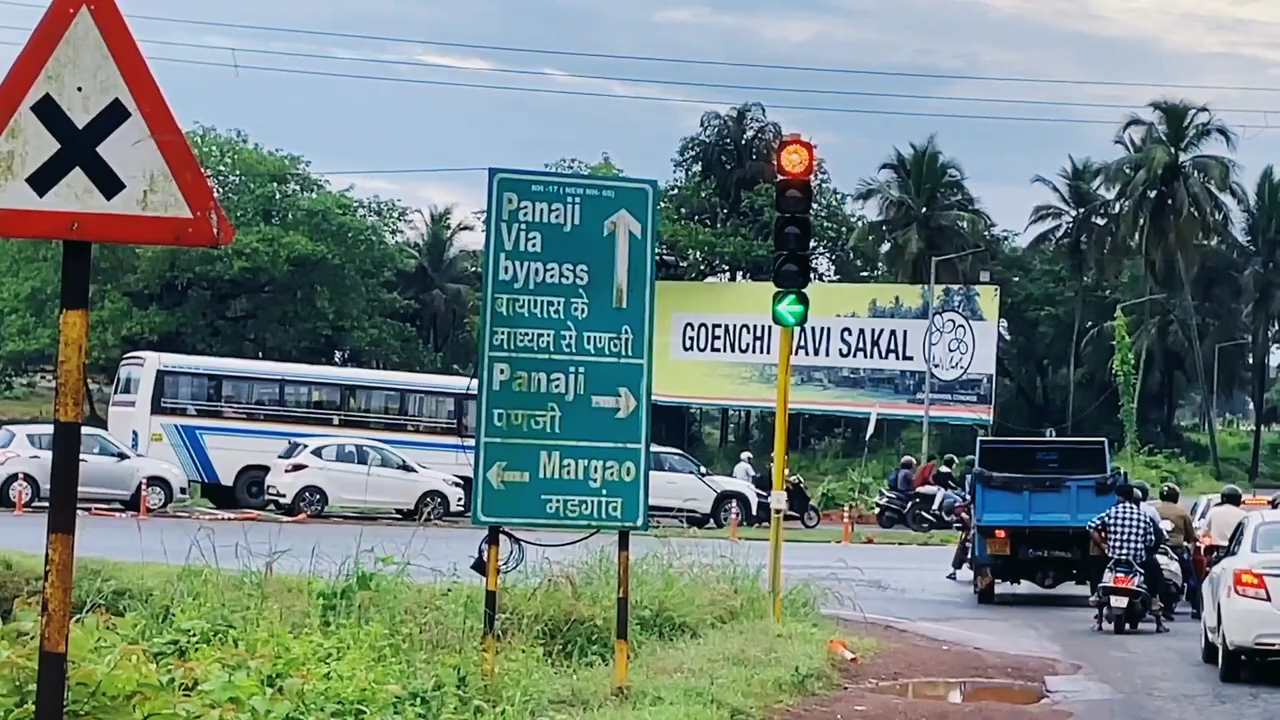 NH-17 ( NEW NH- 66)
Panaji
Via
bypass
बायपास के
माध्यम से पणजी
Panaji
पणजी
Margao
मडगांव
GOENCHI AVI SAKAL